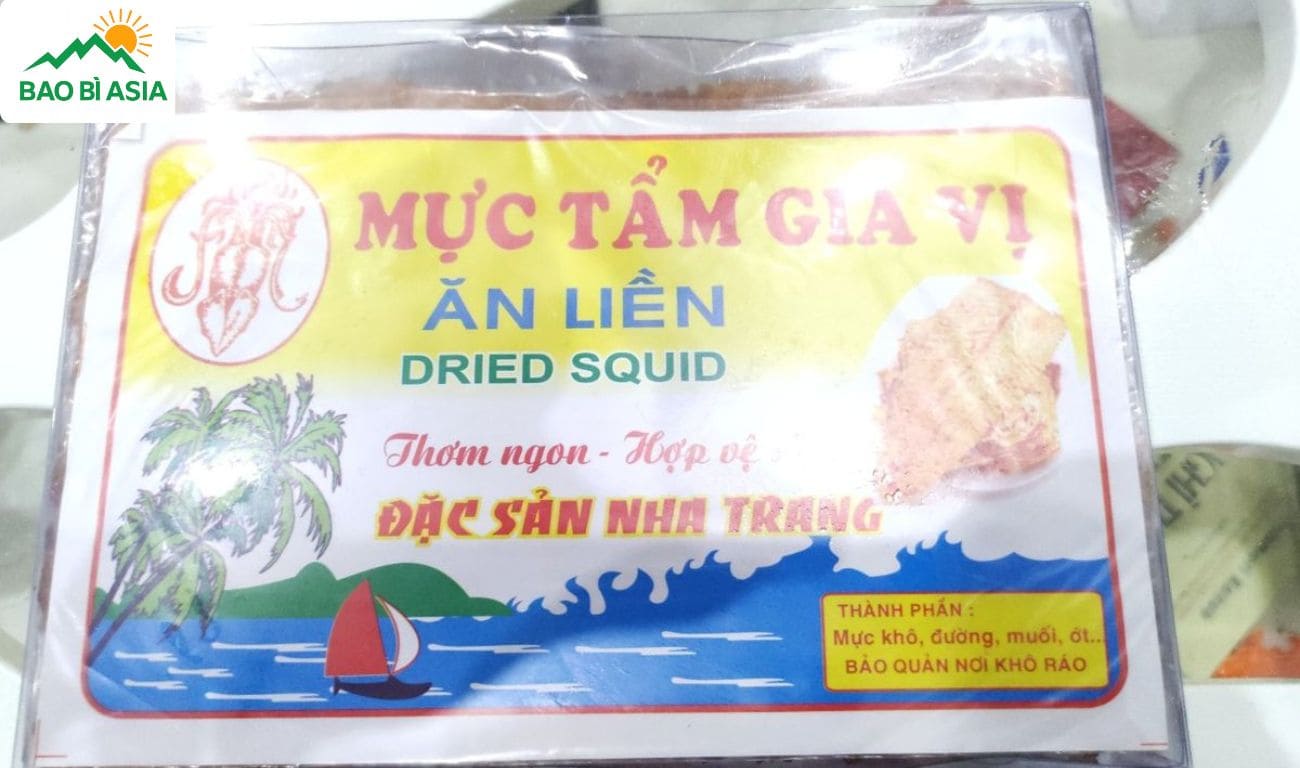 BAO BÌ ASIA
MỰC TẨM GIA VỊ
ĂN LIỀN
DRIED SQUID
Thơm ngon - Hợp vệ
ĐẶC SẢN NHA TRANG
THÀNH PHẦN :
Mực khô, đường, muối, ớt...
BẢO QUẢN NƠI KHÔ RÁO